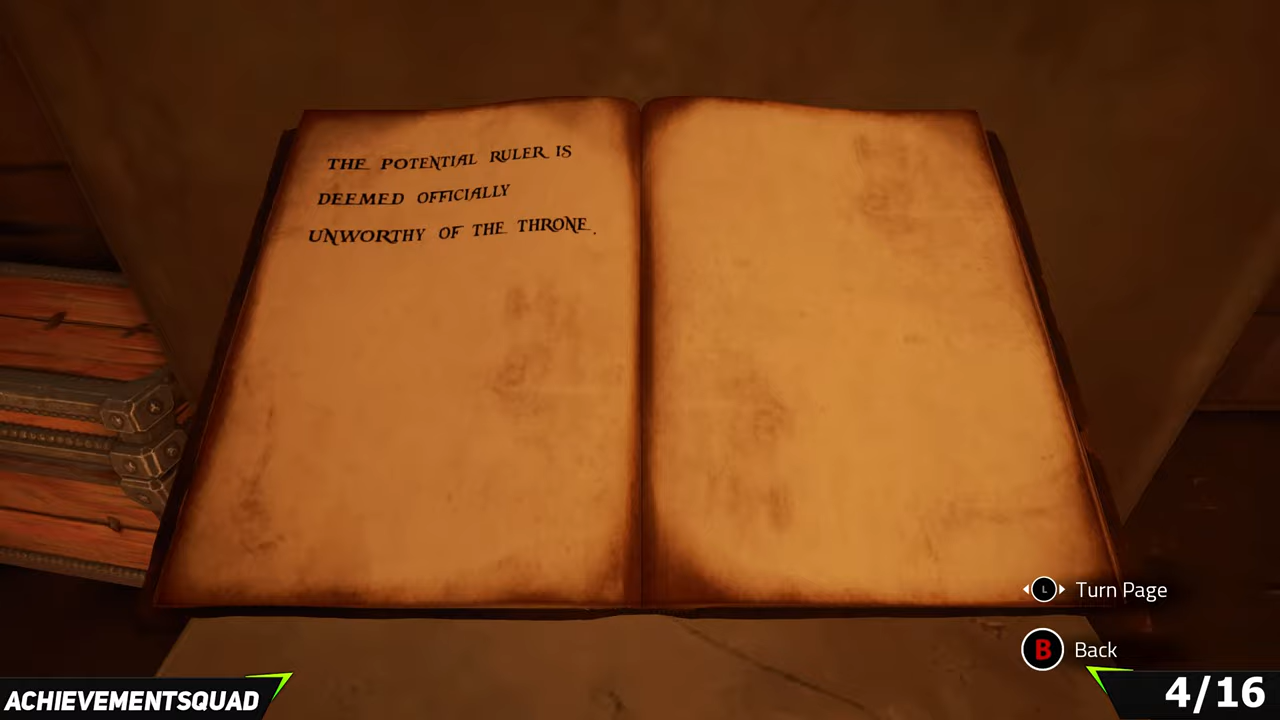 THE POTENTIAL RULER IS
DEEMED OFFICIALLY
UNWORTHY OF THE THRONE.
L Turn Page
B Back
ACHIEVEMENTSQUAD
4/16